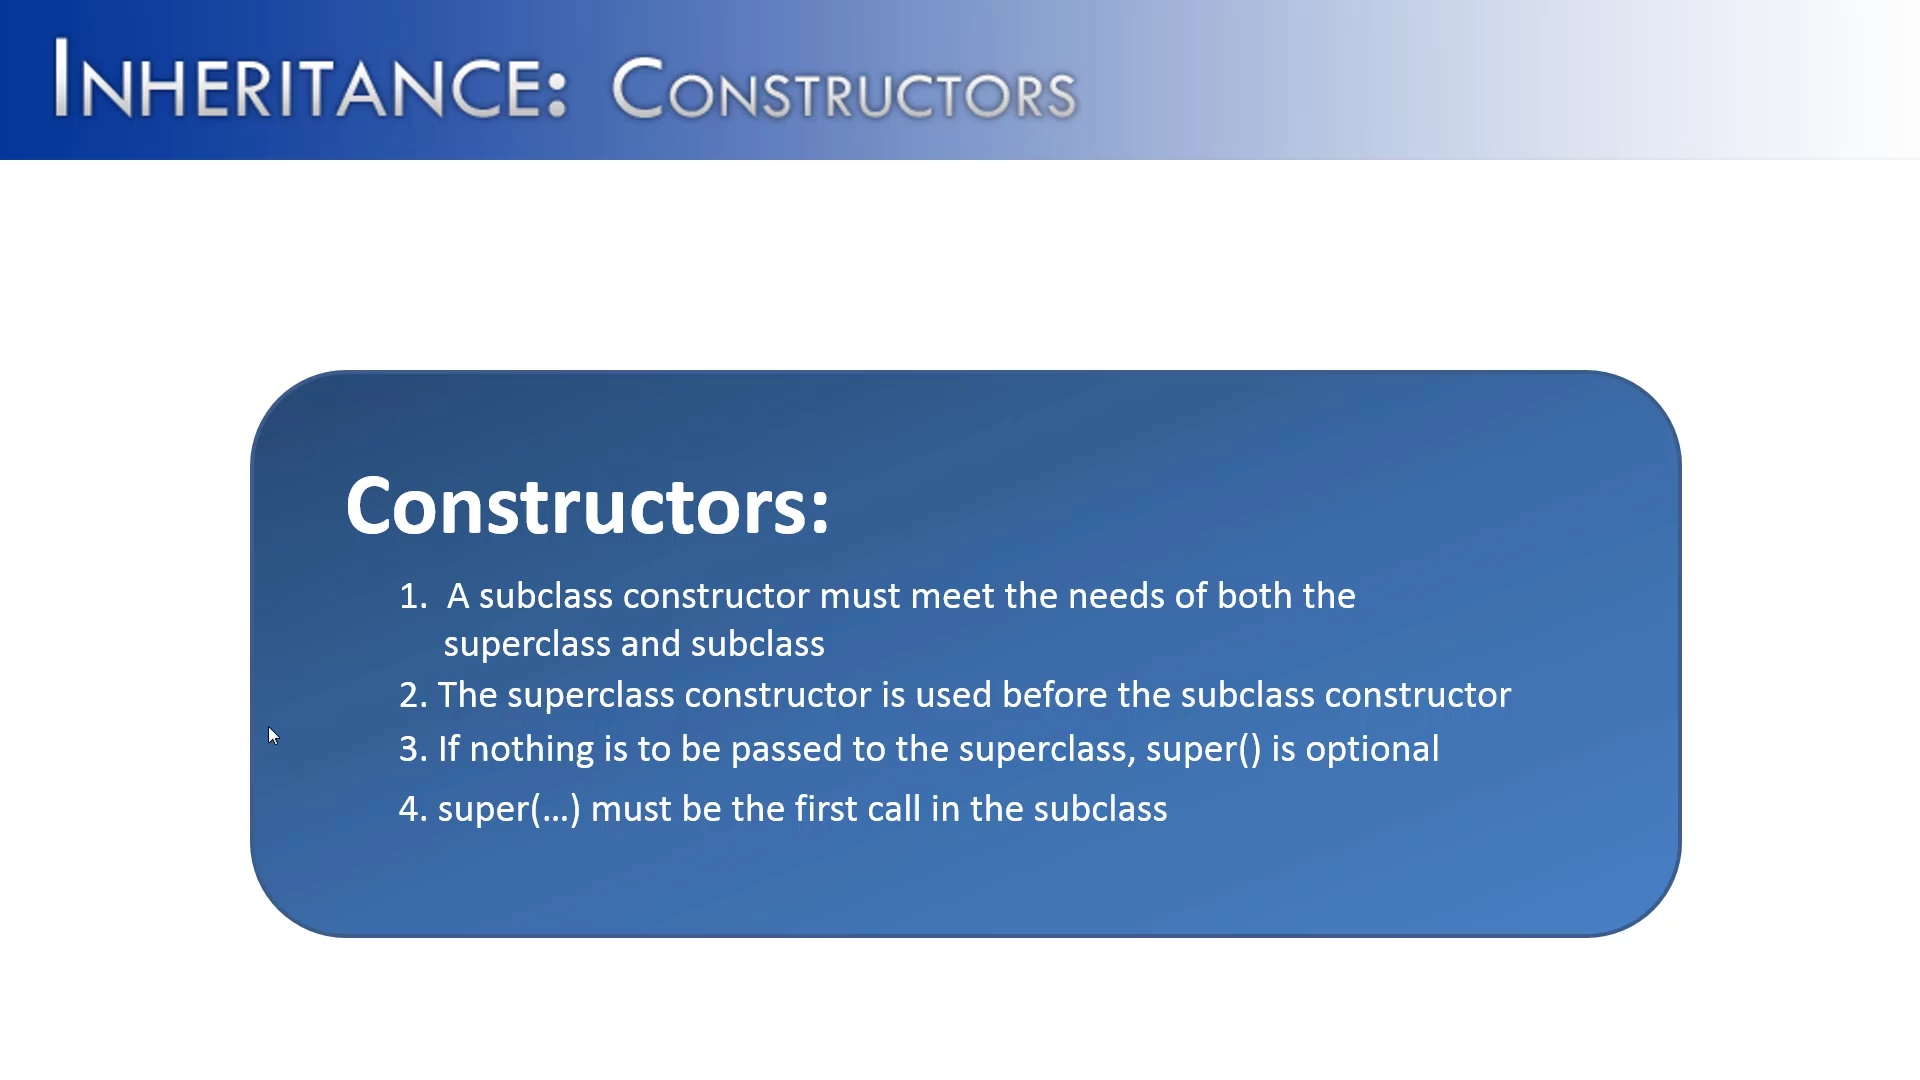 INHERITANCE: CONSTRUCTORS
Constructors:
1. A subclass constructor must meet the needs of both the
superclass and subclass
2. The superclass constructor is used before the subclass constructor
3. If nothing is to be passed to the superclass, super() is optional
4. super(...) must be the first call in the subclass